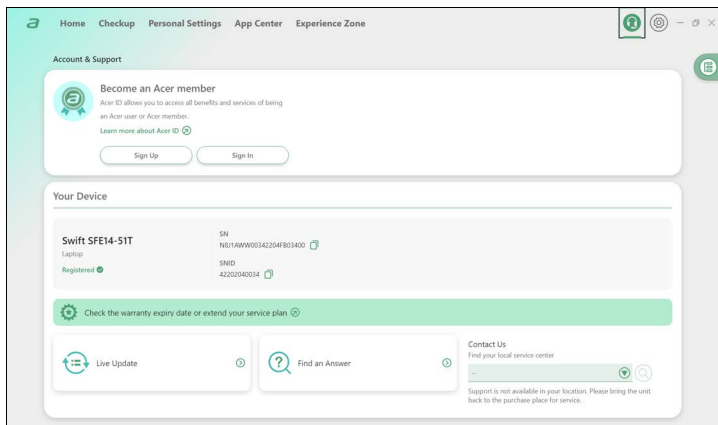 Home Checkup Personal Settings App Center Experience Zone
Account & Support
Become an Acer member
Acer ID allows you to access all benefits and services of being
an Acer user or Acer member.
Learn more about Acer ID
Sign Up Sign In
Your Device
Swift SFE14-51T
Laptop
Registered
SN
N8J1AWW00342204FB03400
SNID
42202040034
Check the warranty expiry date or extend your service plan
Live Update
Find an Answer
Contact Us
Find your local service center
-
Support is not available in your location. Please bring the unit
back to the purchase place for service.